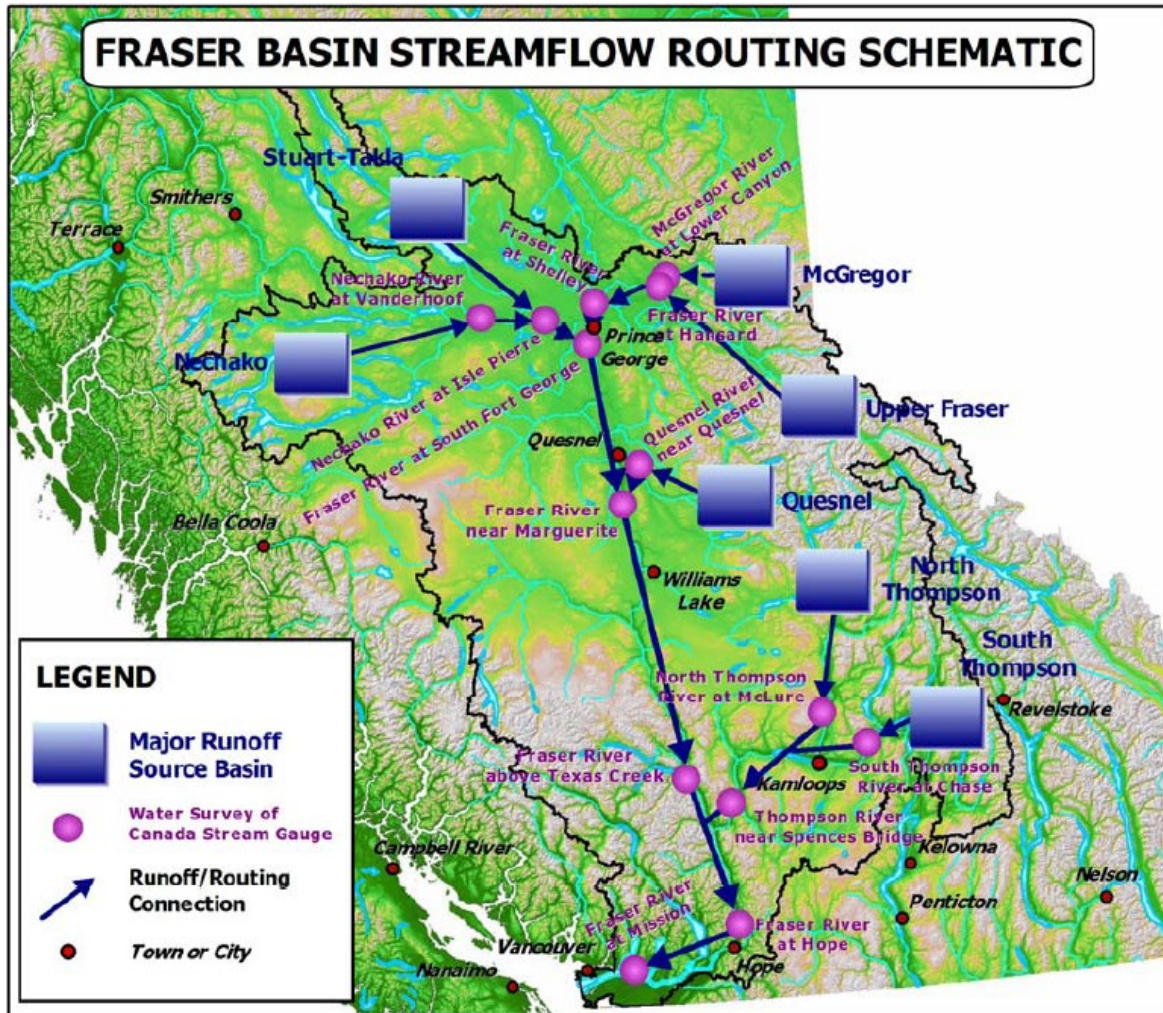 FRASER BASIN STREAMFLOW ROUTING SCHEMATIC
Stuart-Takla
Smithers
Terrace
McGregor River
at Lower Canyon
Fraser River
at Shelley
McGregor
Nechako River
at Vanderhoof
Fraser River
at Hansard
Prince
George
Nechako
Nechako River at Isle Pierre
Fraser River at South Fort George
Upper Fraser
Quesnel River
near Quesnel
Quesnel
Quesnel
Fraser River
near Marguerite
Bella Coola
Williams
Lake
North
Thompson
South
Thompson
North Thompson
River at McLure
Revelstoke
Fraser River
above Texas Creek
Kamloops
South Thompson
River at Chase
Thompson River
near Spences Bridge
Campbell River
Kelowna
Nelson
Penticton
Fraser River
at Mission
Fraser River
at Hope
Vancouver
Hope
Nanaimo
LEGEND
Major Runoff
Source Basin
Water Survey of
Canada Stream Gauge
Runoff/Routing
Connection
Town or City